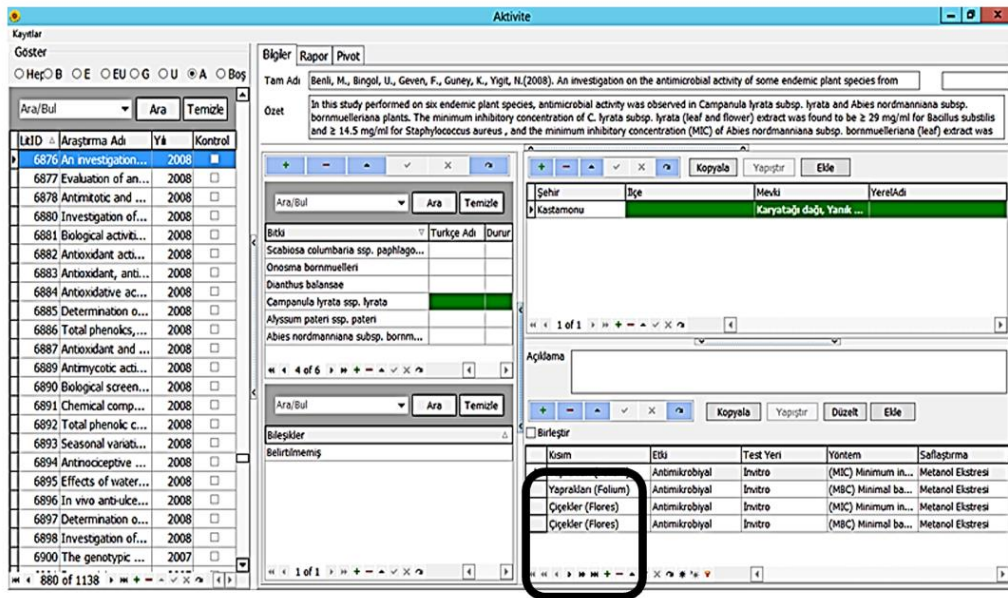 Aktivite
Kayıtlar
Göster
Hep B E EU G U A Boş
Ara/Bul Ara Temizle
LitID Araştırma Adı Yıl Kontrol
6876 An investigation... 2008
6877 Evaluation of an... 2008
6878 Antimitotic and ... 2008
6880 Investigation of... 2008
6881 Biological activiti... 2008
6882 Antioxidant acti... 2008
6883 Antioxidant, anti... 2008
6884 Antioxidative ac... 2008
6885 Determination o... 2008
6886 Total phenolics,... 2008
6887 Antioxidant and ... 2008
6889 Antimycotic acti... 2008
6890 Biological screen... 2008
6891 Chemical comp... 2008
6892 Total phenolic c... 2008
6893 Seasonal variati... 2008
6894 Antinociceptive ... 2008
6895 Effects of water... 2008
6896 In vivo anti-ulce... 2008
6897 Determination o... 2008
6898 Investigation of... 2008
6900 The genotypic ... 2007
880 of 1138
Bilgiler Rapor Pivot
Tam Adı Benli, M., Bingol, U., Geven, F., Guney, K., Yigit, N.(2008). An investigation on the antimicrobial activity of some endemic plant species from
Özet
In this study performed on six endemic plant species, antimicrobial activity was observed in Campanula lyrata subsp. lyrata and Abies nordmanniana subsp.
bornmuelleriana plants. The minimum inhibitory concentration of C. lyrata subsp. lyrata (leaf and flower) extract was found to be ≥ 29 mg/ml for Bacillus substilis
and ≥ 14.5 mg/ml for Staphylococcus aureus , and the minimum inhibitory concentration (MIC) of Abies nordmanniana subsp. bornmuelleriana (leaf) extract was
Ara/Bul Ara Temizle
Bitki Turkçe Adı Durur
Scabiosa columbaria ssp. paphlago...
Onosma bornmuelleri
Dianthus balansae
Campanula lyrata ssp. lyrata
Alyssum pateri ssp. pateri
Abies nordmanniana subsp. bornm...
4 of 6
Ara/Bul Ara Temizle
Bileşikler
Belirtilmemiş
1 of 1
Kopyala Yapıştır Ekle
Şehir İlçe Mevki YerelAdi
Kastamonu Karyatağı dağı, Yanık ...
1 of 1
Açıklama
Kopyala Yapıştır Düzelt Ekle
Birleştir
Kısım Etki Test Yeri Yöntem Saflaştırma
Antimikrobiyal Invitro (MIC) Minimum in... Metanol Ekstresi
Yaprakları (Folium) Antimikrobiyal Invitro (MBC) Minimal ba... Metanol Ekstresi
Çiçekler (Flores) Antimikrobiyal Invitro (MIC) Minimum in... Metanol Ekstresi
Çiçekler (Flores) Antimikrobiyal Invitro (MBC) Minimal ba... Metanol Ekstresi